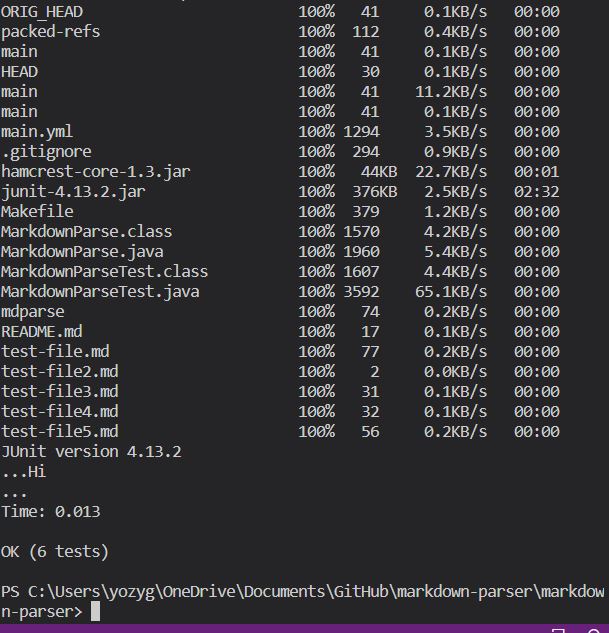 ORIG_HEAD 100% 41 0.1KB/s 00:00
packed-refs 100% 112 0.4KB/s 00:00
main 100% 41 0.1KB/s 00:00
HEAD 100% 30 0.1KB/s 00:00
main 100% 41 11.2KB/s 00:00
main 100% 41 0.1KB/s 00:00
main.yml 100% 1294 3.5KB/s 00:00
.gitignore 100% 294 0.9KB/s 00:00
hamcrest-core-1.3.jar 100% 44KB 22.7KB/s 00:01
junit-4.13.2.jar 100% 376KB 2.5KB/s 02:32
Makefile 100% 379 1.2KB/s 00:00
MarkdownParse.class 100% 1570 4.2KB/s 00:00
MarkdownParse.java 100% 1960 5.4KB/s 00:00
MarkdownParseTest.class 100% 1607 4.4KB/s 00:00
MarkdownParseTest.java 100% 3592 65.1KB/s 00:00
mdparse 100% 74 0.2KB/s 00:00
README.md 100% 17 0.1KB/s 00:00
test-file.md 100% 77 0.2KB/s 00:00
test-file2.md 100% 2 0.0KB/s 00:00
test-file3.md 100% 31 0.1KB/s 00:00
test-file4.md 100% 32 0.1KB/s 00:00
test-file5.md 100% 56 0.2KB/s 00:00
JUnit version 4.13.2
...Hi
...
Time: 0.013
OK (6 tests)
PS C:\Users\yozyg\OneDrive\Documents\GitHub\markdown-parser\markdow
n-parser>